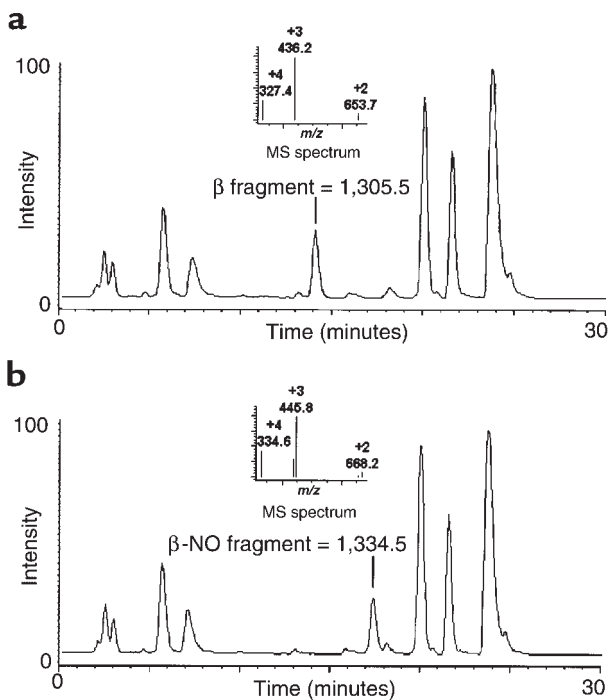 a
100
+3
436.2
+4
327.4
+2
653.7
m/z
MS spectrum
β fragment = 1,305.5
Intensity
0
0
Time (minutes)
30
b
100
+3
445.8
+4
334.6
+2
668.2
m/z
MS spectrum
β-NO fragment = 1,334.5
Intensity
0
0
Time (minutes)
30